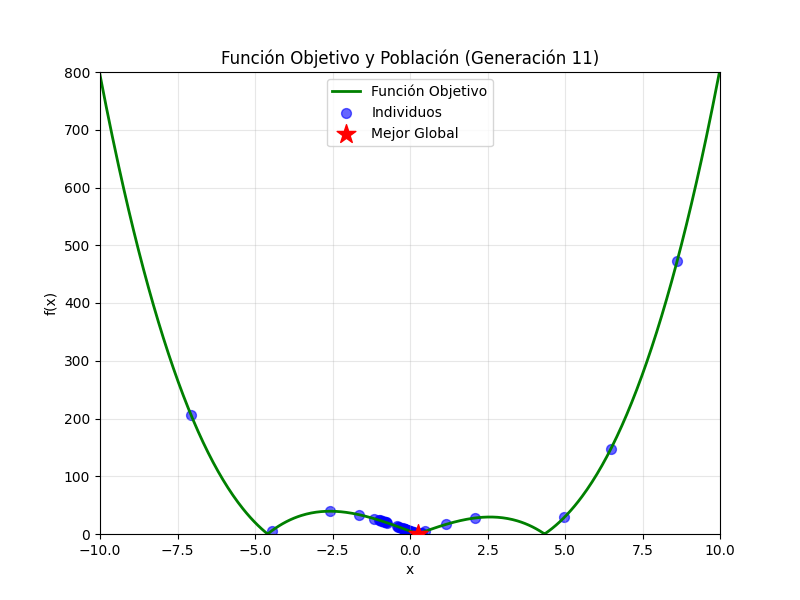 Función Objetivo y Población (Generación 11)
Función Objetivo
Individuos
Mejor Global
800
700
600
500
400
300
200
100
0
f(x)
−10.0 −7.5 −5.0 −2.5 0.0 2.5 5.0 7.5 10.0
x